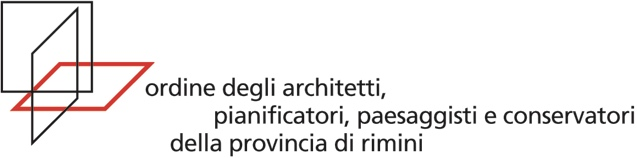 ordine degli architetti,
pianificatori, paesaggisti e conservatori
della provincia di rimini